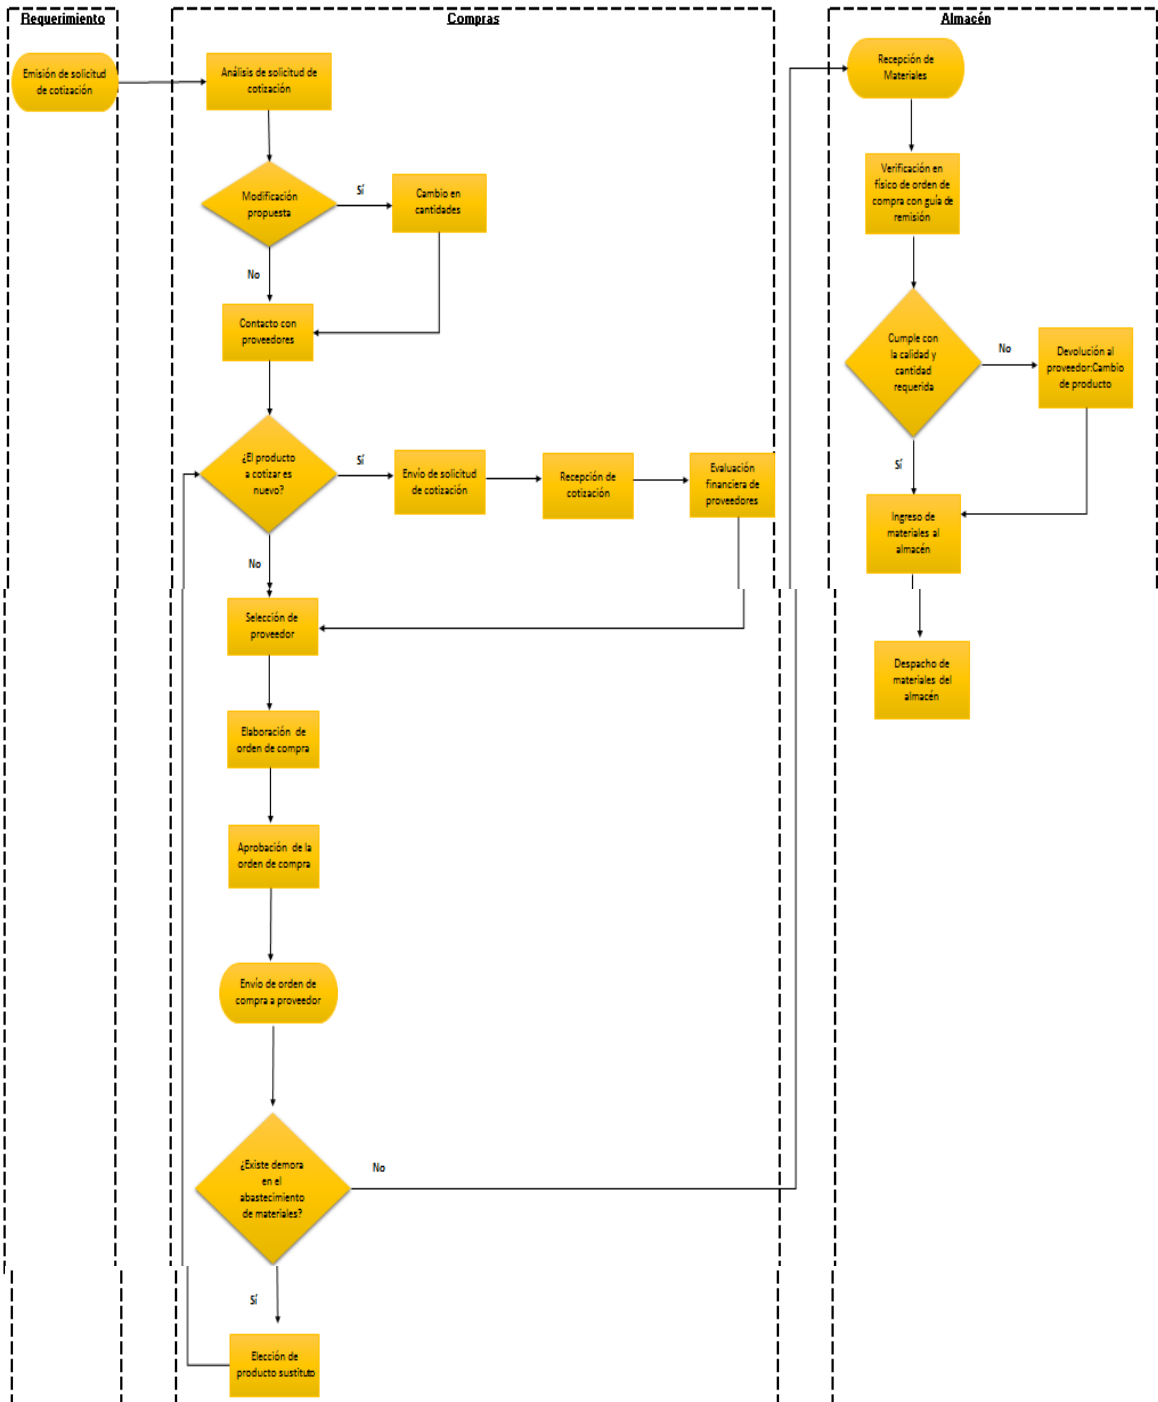 Requerimiento
Compras
Almacén
Emisión de solicitud
de cotización
Análisis de solicitud de
cotización
Modificación
propuesta
Sí
Cambio en
cantidades
No
Contacto con
proveedores
¿El producto
a cotizar es
nuevo?
Sí
Envío de solicitud
de cotización
Recepción de
cotización
Evaluación
financiera de
proveedores
No
Selección de
proveedor
Elaboración de
orden de compra
Aprobación de la
orden de compra
Envío de orden de
compra a proveedor
¿Existe demora
en el
abastecimiento
de materiales?
No
Sí
Elección de
producto sustituto
Recepción de
Materiales
Verificación en
físico de orden de
compra con guía de
remisión
Cumple con
la calidad y
cantidad
requerida
No
Devolución al
proveedor:Cambio
de producto
Sí
Ingreso de
materiales al
almacén
Despacho de
materiales del
almacén